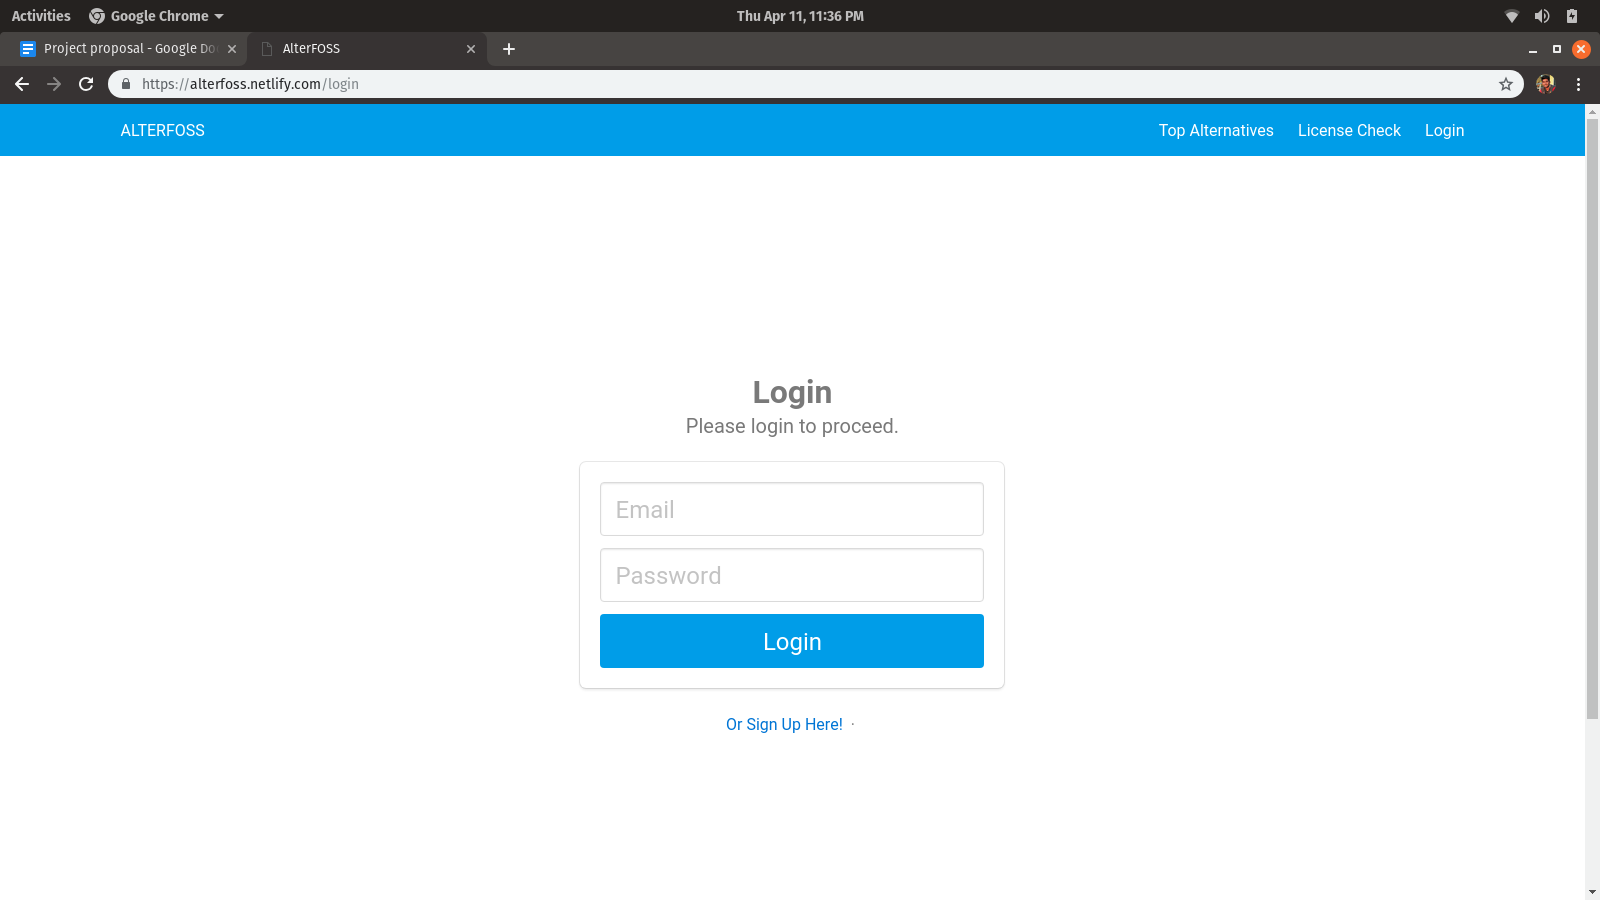 Activities Google Chrome Thu Apr 11, 11:36 PM
Project proposal - Google Do AlterFOSS
https://alterfoss.netlify.com/login
ALTERFOSS Top Alternatives License Check Login
Login
Please login to proceed.
Email
Password
Login
Or Sign Up Here! ·